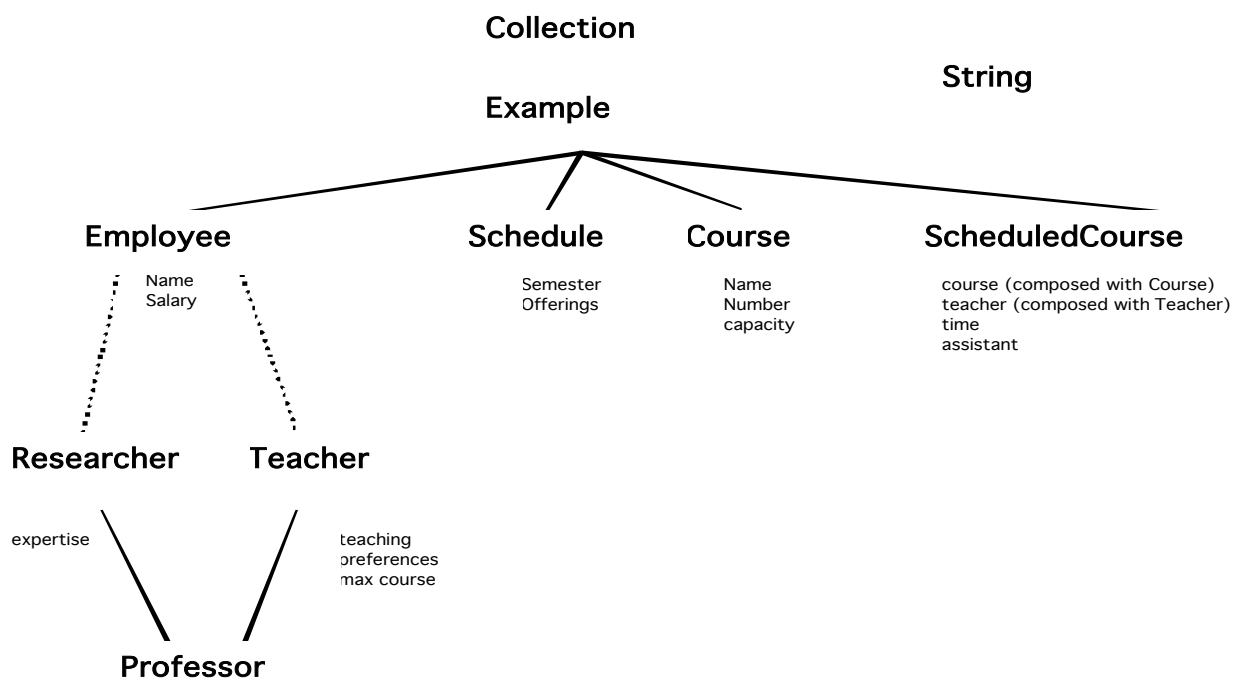 Collection
String
Example
Employee
Schedule
Course
ScheduledCourse
Name
Salary
Semester
Offerings
Name
Number
capacity
course (composed with Course)
teacher (composed with Teacher)
time
assistant
Researcher
Teacher
expertise
teaching
preferences
max course
Professor